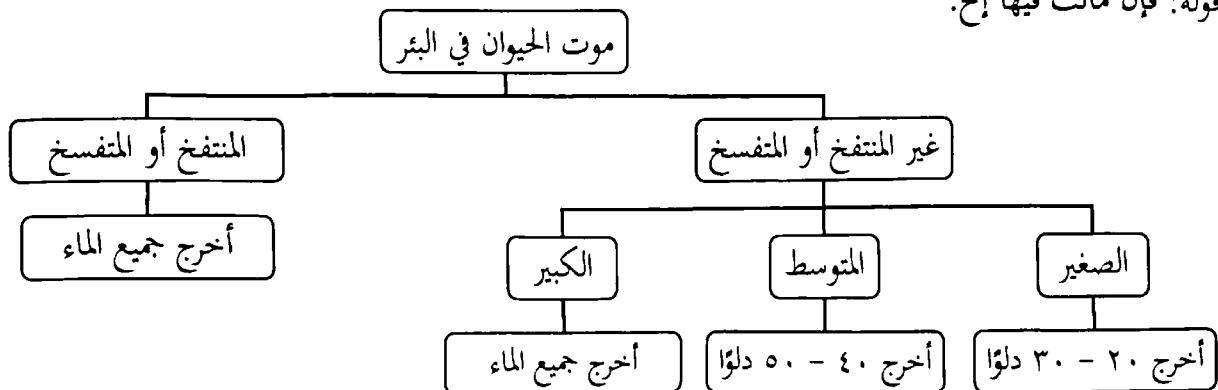 قوله: فإن ماتت فيها إلخ:
موت الحيوان في البئر
غير المنتفخ أو المتفسخ
المنتفخ أو المتفسخ
الصغير
المتوسط
الكبير
أخرج جميع الماء
أخرج ٢٠ – ٣٠ دلوًا
أخرج ٤٠ – ٥٠ دلوًا
أخرج جميع الماء